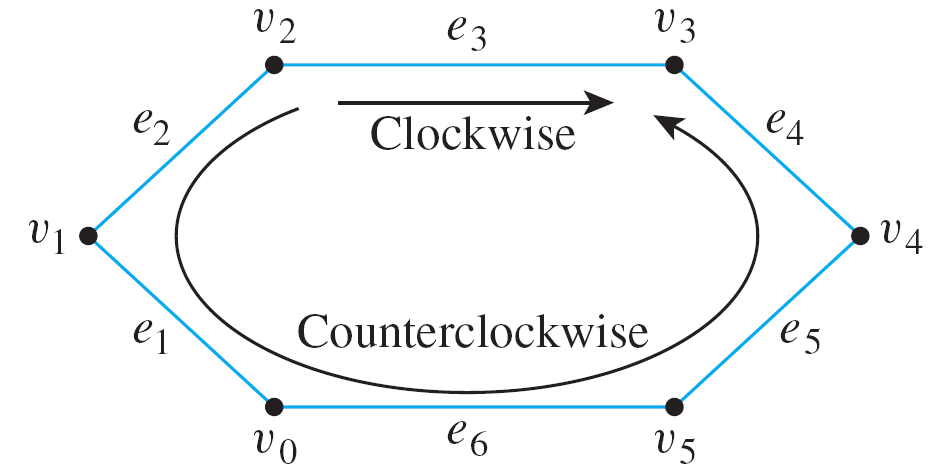 v₂
e₃
v₃
e₂
Clockwise
e₄
v₁
v₄
e₁
Counterclockwise
e₅
v₀
e₆
v₅